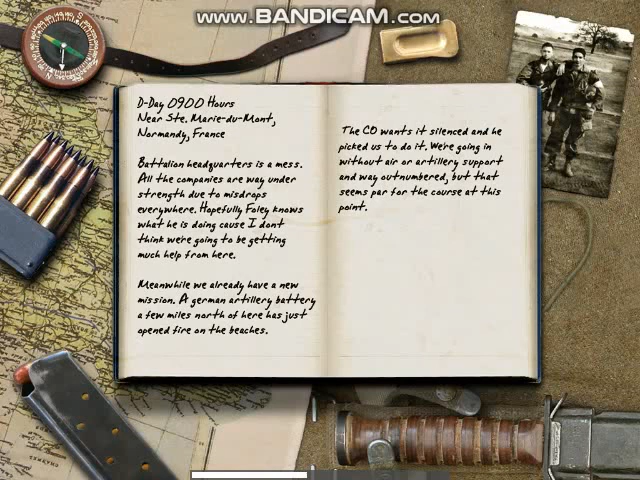 www.BANDICAM.com
D-Day 0900 Hours
Near Ste. Marie-du-Mont,
Normandy, France
Battalion headquarters is a mess.
All the companies are way under
strength due to misdrops
everywhere. Hopefully Foley knows
what he is doing cause I dont
think we're going to be getting
much help from here.
Meanwhile we already have a new
mission. A german artillery battery
a few miles north of here has just
opened fire on the beaches.
The CO wants it silenced and he
picked us to do it. We're going in
without air or artillery support
and way outnumbered, but that
seems par for the course at this
point.